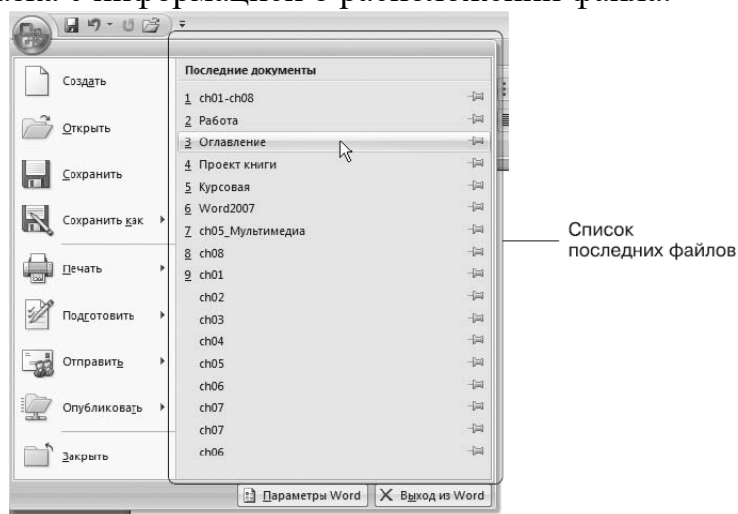 Последние документы
Создать
Открыть
Сохранить
Сохранить как
Печать
Подготовить
Отправить
Опубликовать
Закрыть
1 ch01-ch08
2 Работа
3 Оглавление
4 Проект книги
5 Курсовая
6 Word2007
7 ch05_Мультимедиа
8 ch08
9 ch01
ch02
ch03
ch04
ch05
ch06
ch07
ch07
ch06
Список
последних файлов
Параметры Word
Выход из Word